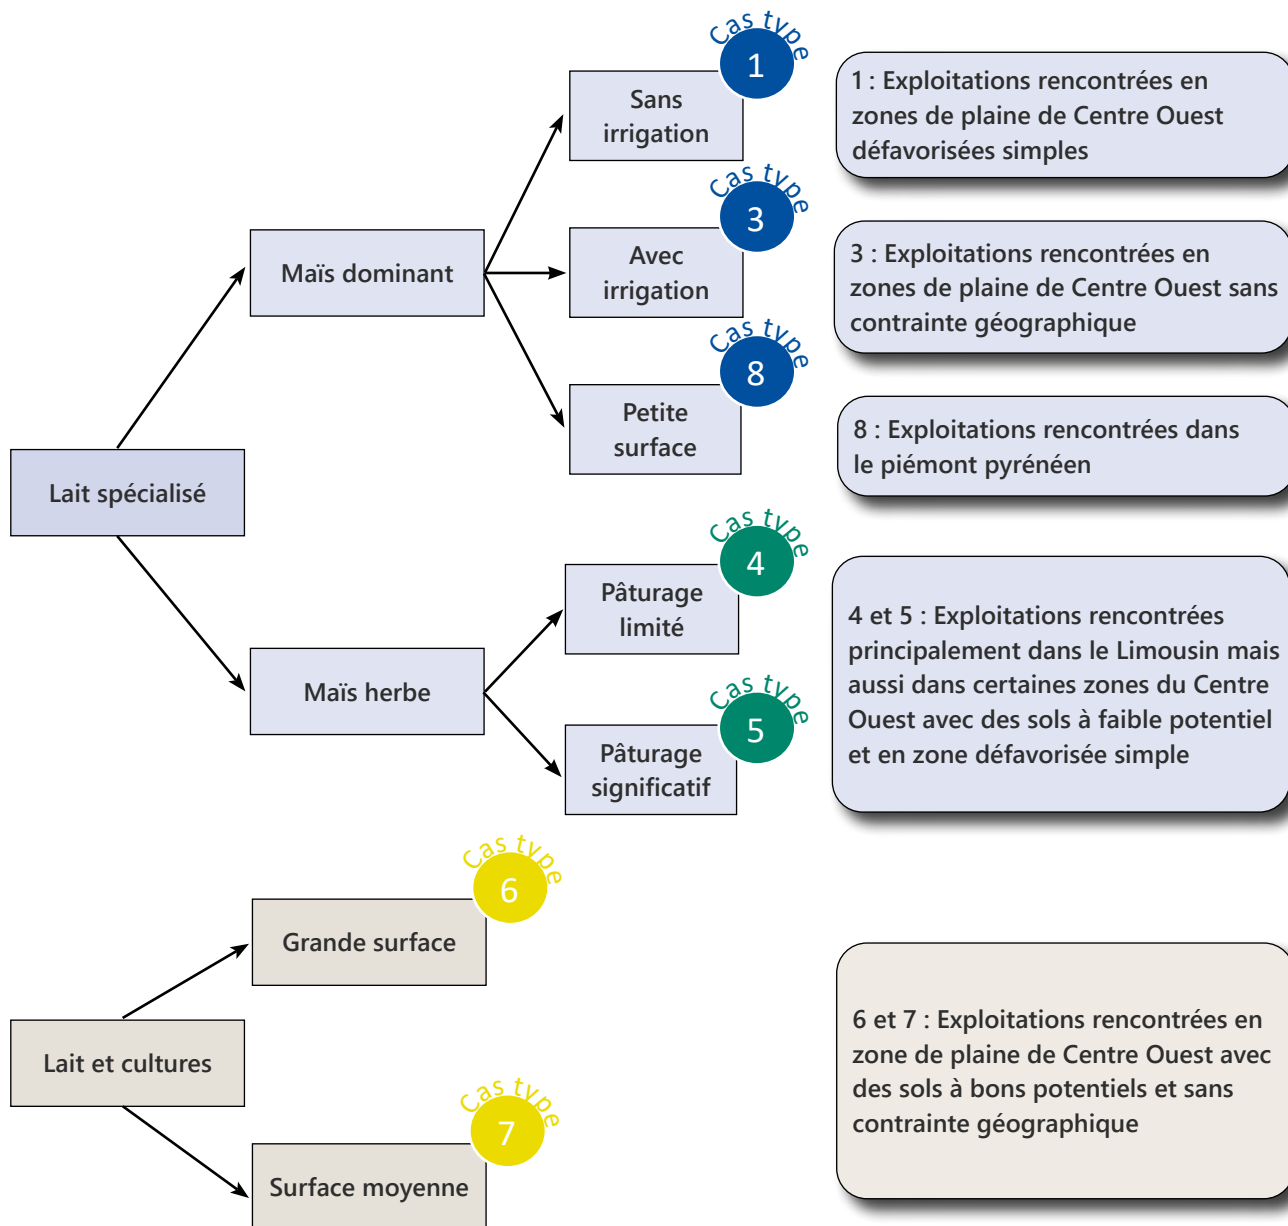 Cas type
1
Sans
irrigation
1 : Exploitations rencontrées en
zones de plaine de Centre Ouest
défavorisées simples
Cas type
3
Maïs dominant
Avec
irrigation
3 : Exploitations rencontrées en
zones de plaine de Centre Ouest sans
contrainte géographique
Cas type
8
Petite
surface
8 : Exploitations rencontrées dans
le piémont pyrénéen
Lait spécialisé
Cas type
4
Pâturage
limité
4 et 5 : Exploitations rencontrées
principalement dans le Limousin mais
aussi dans certaines zones du Centre
Ouest avec des sols à faible potentiel
et en zone défavorisée simple
Maïs herbe
Cas type
5
Pâturage
significatif
Cas type
6
Grande surface
Lait et cultures
6 et 7 : Exploitations rencontrées en
zone de plaine de Centre Ouest avec
des sols à bons potentiels et sans
contrainte géographique
Cas type
7
Surface moyenne